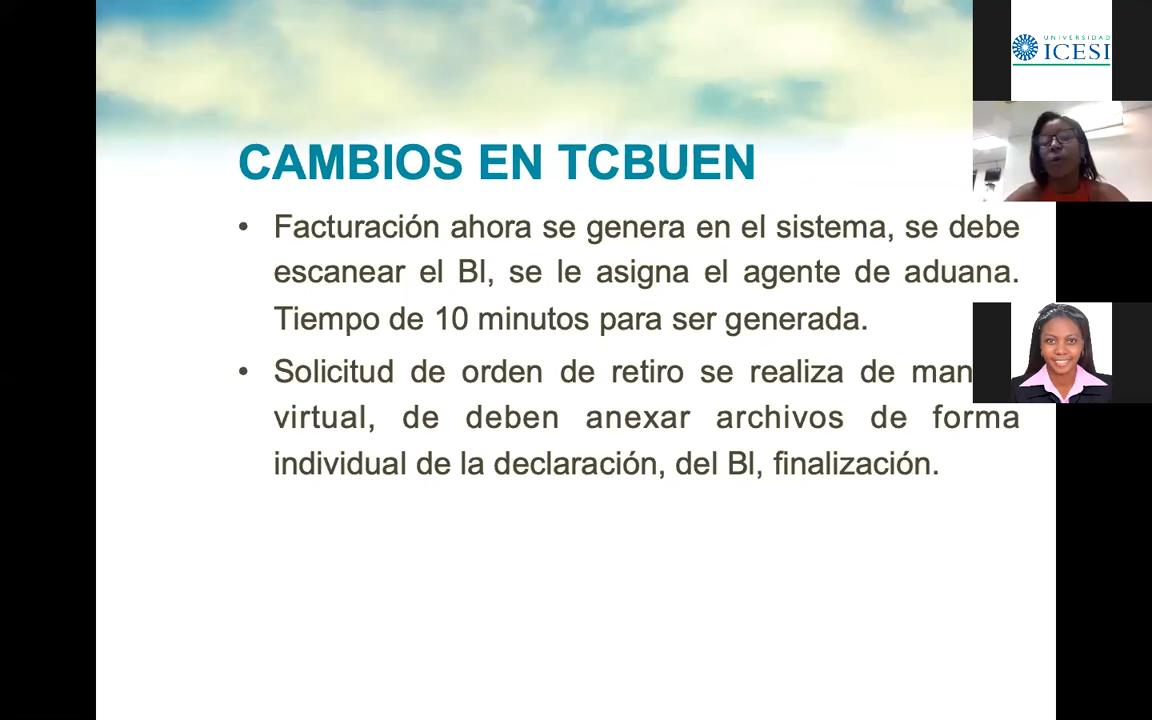 CAMBIOS EN TCBUEN
• Facturación ahora se genera en el sistema, se debe
escanear el Bl, se le asigna el agente de aduana.
Tiempo de 10 minutos para ser generada.
• Solicitud de orden de retiro se realiza de man
virtual, de deben anexar archivos de forma
individual de la declaración, del Bl, finalización.
UNIVERSIDAD
ICESI